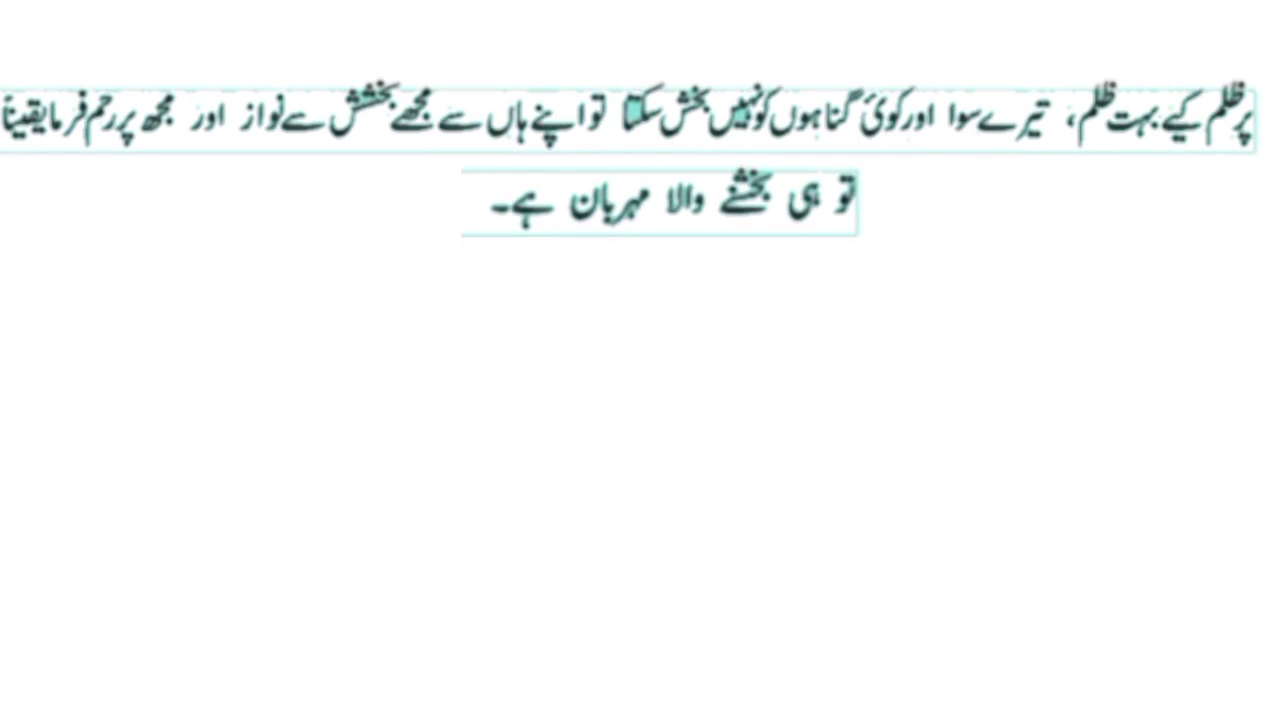 پر ظلم کیے بہت ظلم، تیرے سوا اور کوئ گناہوں کو نہیں بخش سکتا تو اپنے ہاں سے مجھے بخشش سے نواز اور مجھ پر رحم فرما یقیناً
تو ہی بخشنے والا مہربان ہے۔